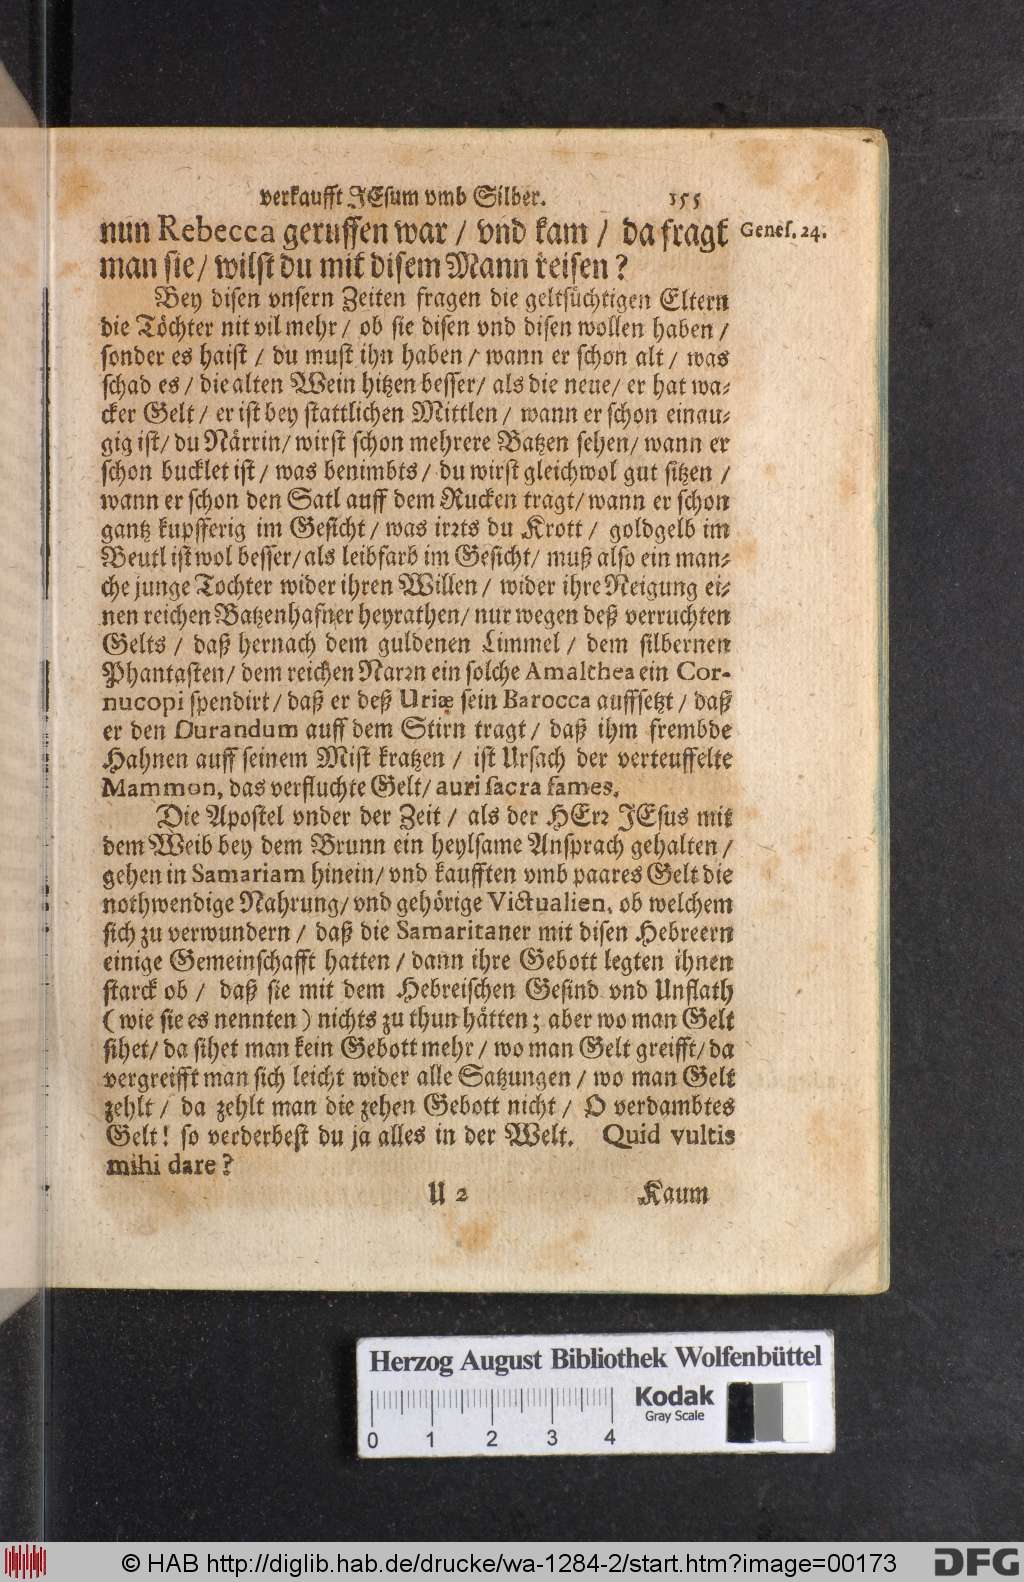 verkaufft JEsum vmb Silber. 155
nun Rebecca geruffen war / vnd kam / da fragt Genes. 24.
man sie / wilst du mit disem Mann reisen?
Bey disen vnsern Zeiten fragen die geltsüchtigen Eltern
die Töchter nit vil mehr / ob sie disen vnd disen wollen haben /
sonder es haist / du must ihn haben / wann er schon alt / was
schad es / die alten Wein hitzen besser / als die neue / er hat wa-
cker Gelt / er ist bey stattlichen Mittlen / wann er schon einau-
gig ist / du Närrin / wirst schon mehrere Batzen sehen / wann er
schon bucklet ist / was benimbts / du wirst gleichwol gut sitzen /
wann er schon den Satl auff dem Rucken tragt / wann er schon
gantz kupfferig im Gesicht / was irrts du Krott / goldgelb im
Beutl ist wol besser / als leibfarb im Gesicht / muß also ein man-
che junge Tochter wider ihren Willen / wider ihre Neigung ei-
nen reichen Batzenhafner heyrathen / nur wegen deß verruchten
Gelts / daß hernach dem guldenen Limmel / dem silbernen
Phantasten / dem reichen Narrn ein solche Amalthea ein Cor-
nucopi spendirt / daß er deß Uriæ sein Barocca auffsetzt / daß
er den Durandum auff dem Stirn tragt / daß ihm frembde
Hahnen auff seinem Mist kratzen / ist Ursach der verteuffelte
Mammon, das verfluchte Gelt / auri sacra fames.
Die Apostel vnder der Zeit / als der HErr JEsus mit
dem Weib bey dem Brunn ein heylsame Ansprach gehalten /
gehen in Samariam hinein / vnd kaufften vmb paares Gelt die
nothwendige Nahrung / vnd gehörige Victualien, ob welchem
sich zu verwundern / daß die Samaritaner mit disen Hebreern
einige Gemeinschafft hatten / dann ihre Gebott legten ihnen
starck ob / daß sie mit dem Hebreischen Gesind vnd Unflath
(wie sie es nennten) nichts zu thun hätten; aber wo man Gelt
sihet / da sihet man kein Gebott mehr / wo man Gelt greifft / da
vergreifft man sich leicht wider alle Satzungen / wo man Gelt
zehlt / da zehlt man die zehen Gebott nicht / O verdambtes
Gelt! so verderbest du ja alles in der Welt. Quid vultis
mihi dare?
U 2 Kaum
Herzog August Bibliothek Wolfenbüttel
Kodak
Gray Scale
0 1 2 3 4
© HAB http://diglib.hab.de/drucke/wa-1284-2/start.htm?image=00173 DFG